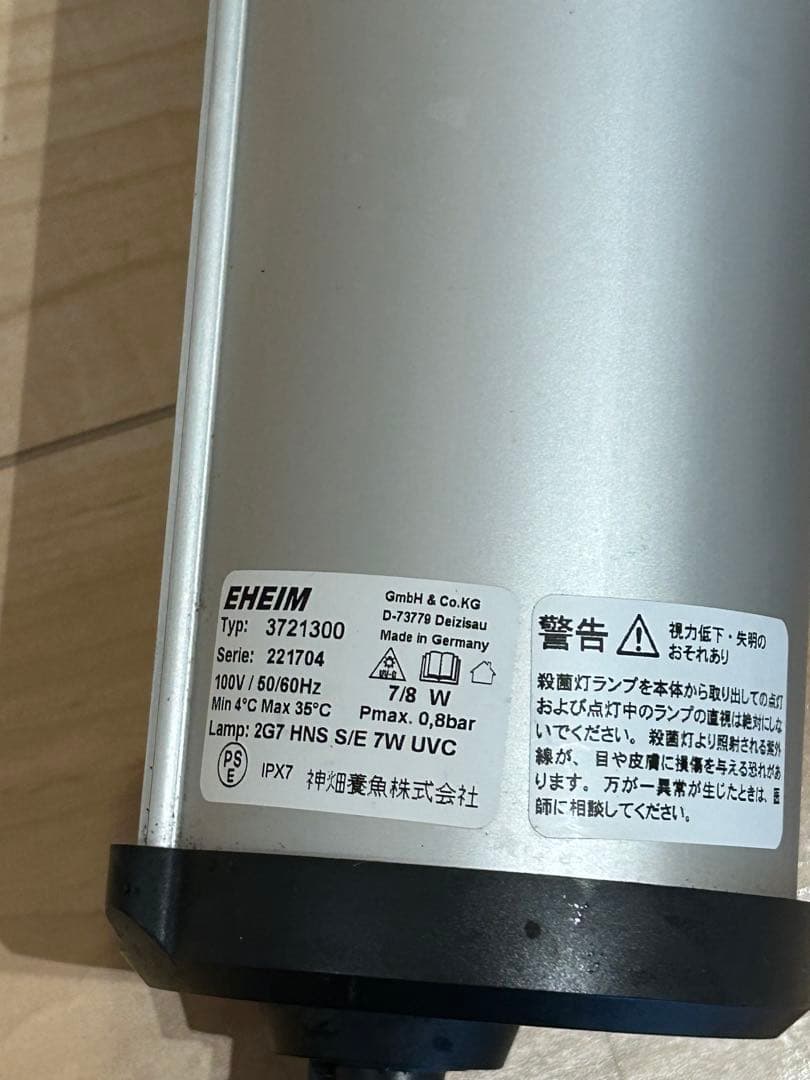 EHEIM
GmbH & Co.KG
D-73779 Deizisau
Made in Germany
Typ: 3721300
Serie: 221704
100V / 50/60Hz
Min 4°C Max 35°C
UV-C
7/8 W
Pmax. 0,8bar
Lamp: 2G7 HNS S/E 7W UVC
PS
E
IPX7 神畑養魚株式会社
警告 視力低下・失明の
おそれあり
殺菌灯ランプを本体から取り出しての点灯
および点灯中のランプの直視は絶対にしな
いでください。殺菌灯より照射される紫外
線が、目や皮膚に損傷を与える恐れがあ
ります。万が一異常が生じたときは、医
師に相談してください。